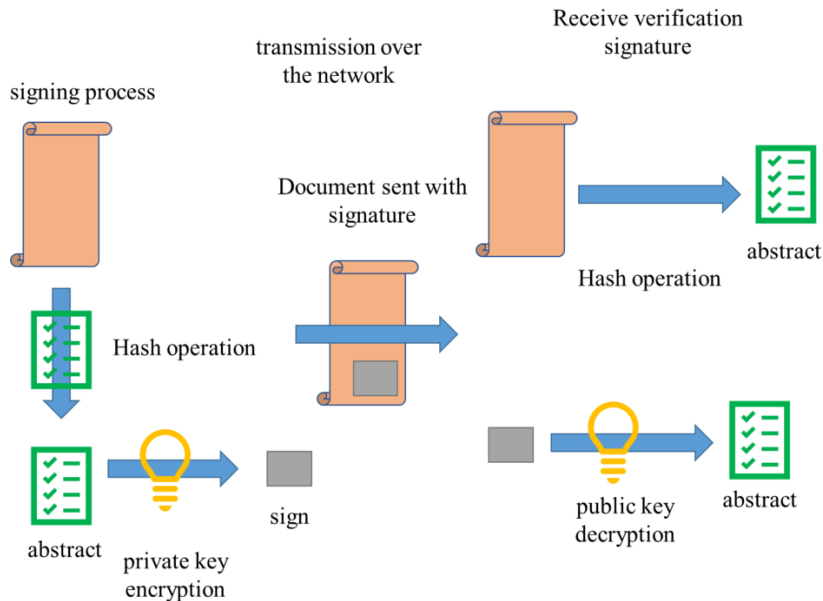 signing process
transmission over
the network
Receive verification
signature
Document sent with
signature
Hash operation
abstract
Hash operation
abstract
private key
encryption
sign
public key
decryption
abstract